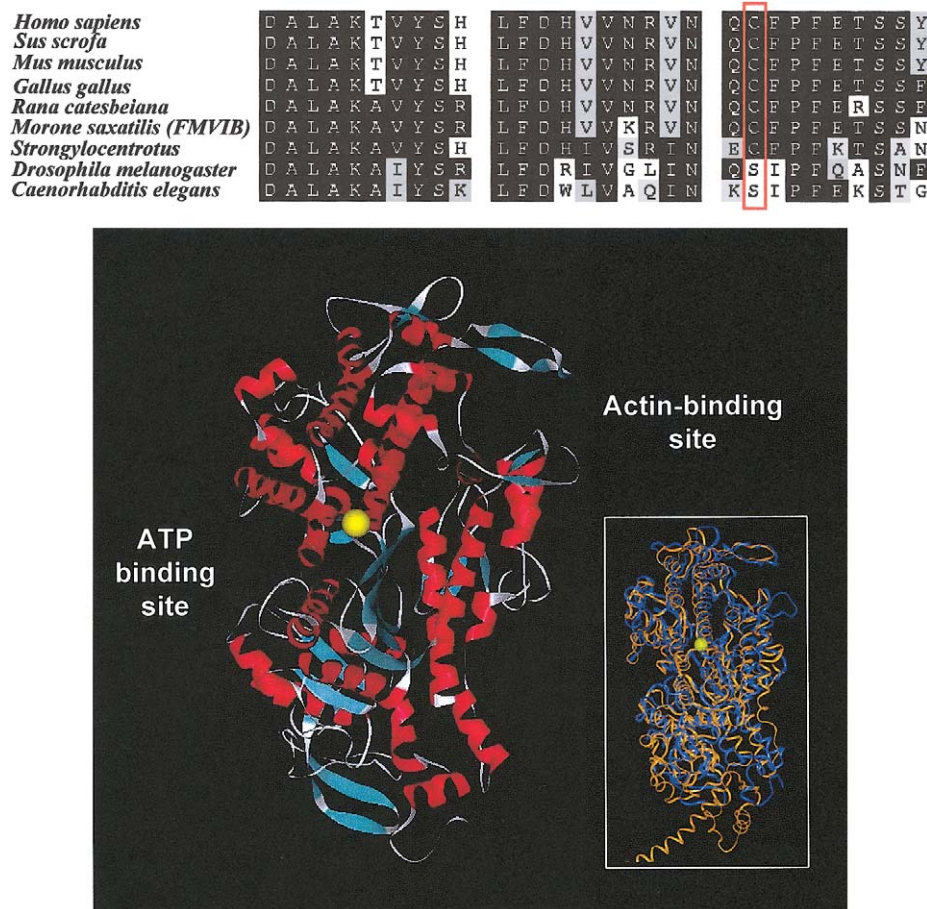 Homo sapiens D A L A K T V Y S H L F D H V V N R V N Q C F P F E T S S Y
Sus scrofa D A L A K T V Y S H L F D H V V N R V N Q C F P F E T S S Y
Mus musculus D A L A K T V Y S H L F D H V V N R V N Q C F P F E T S S Y
Gallus gallus D A L A K T V Y S H L F D H V V N R V N Q C F P F E T S S F
Rana catesbeiana D A L A K A V Y S R L F D H V V N R V N Q C F P F E R S S F
Morone saxatilis (FMVIB) D A L A K A V Y S R L F D H V V K R V N Q C F P F E T S S N
Strongylocentrotus D A L A K A V Y S H L F D H I V S R I N E C F P F K T S A N
Drosophila melanogaster D A L A K A I Y S R L F D R I V G L I N Q S I P F Q A S N F
Caenorhabditis elegans D A L A K A I Y S K L F D W L V A Q I N K S I P F E K S T G
Actin-binding
site
ATP
binding
site